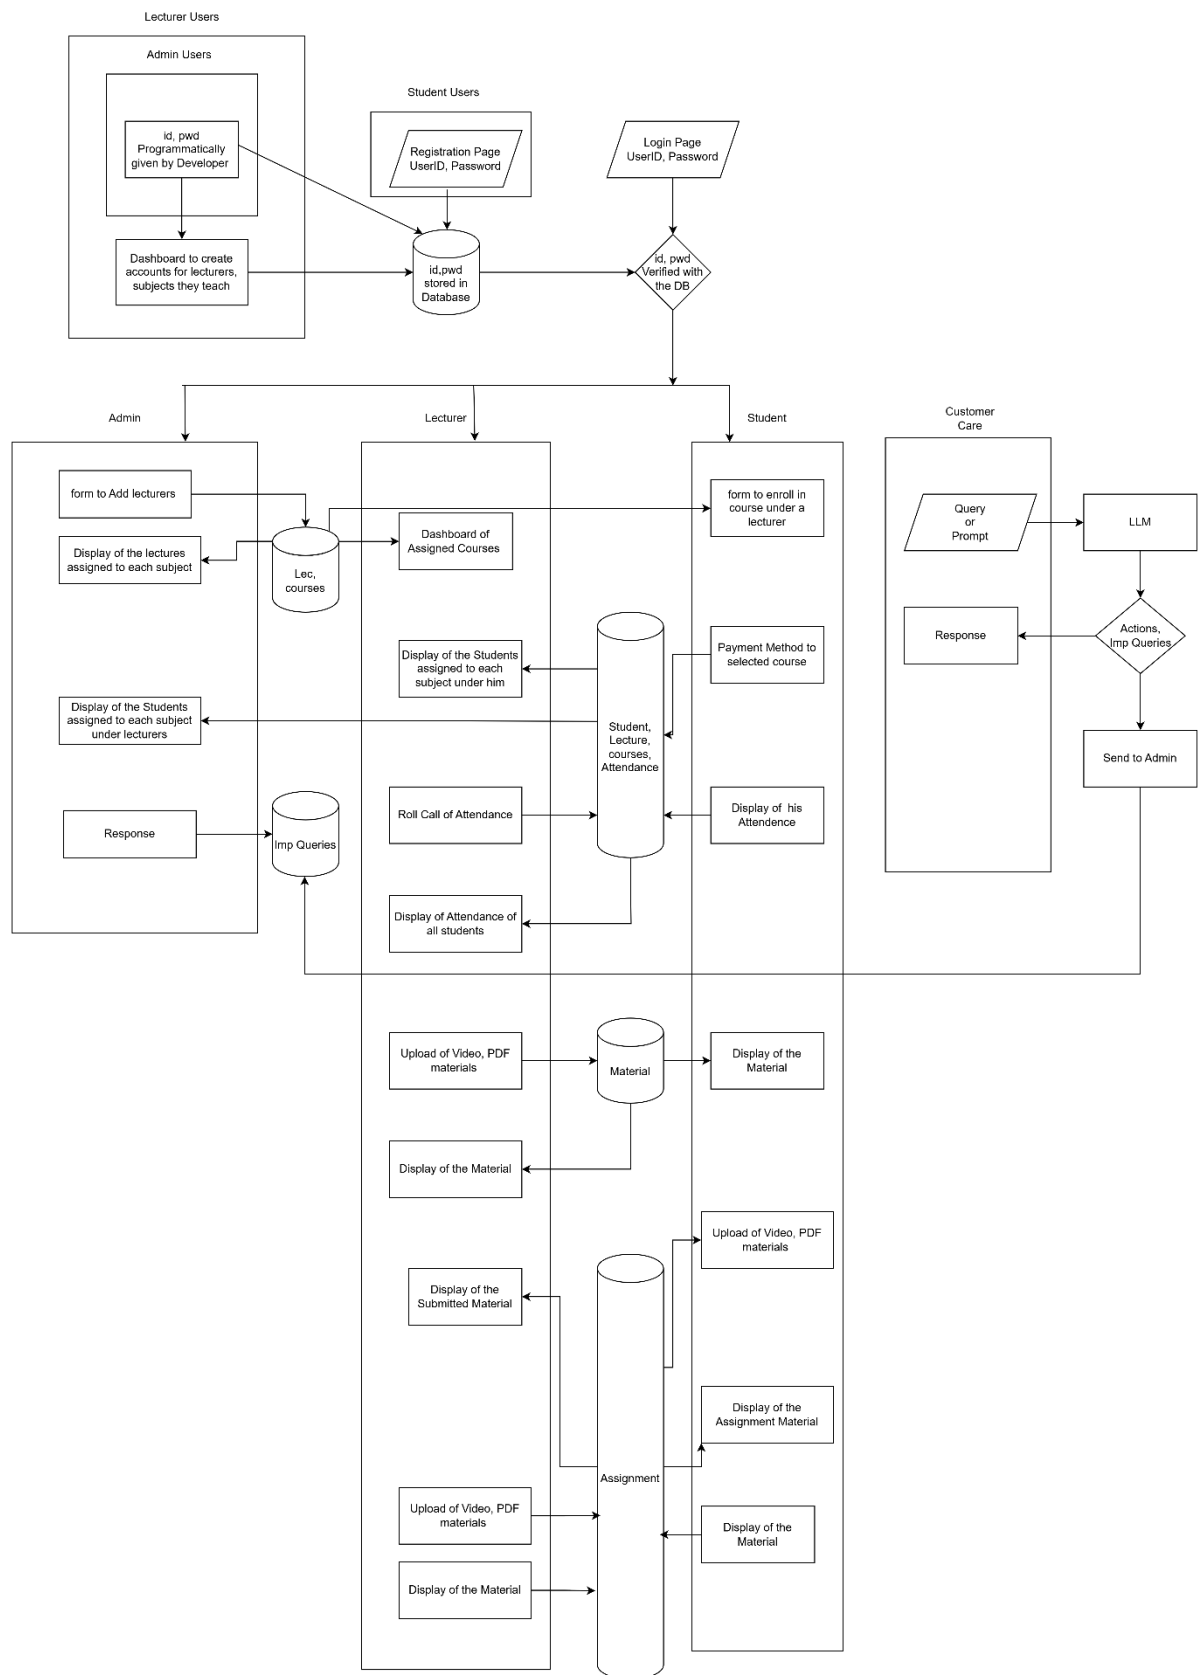 Lecturer Users
Admin Users
id, pwd
Programmatically
given by Developer
Dashboard to create
accounts for lecturers,
subjects they teach
Student Users
Registration Page
UserID, Password
id,pwd
stored in
Database
Login Page
UserID, Password
id, pwd
Verified with
the DB
Admin
form to Add lecturers
Display of the lectures
assigned to each subject
Display of the Students
assigned to each subject
under lecturers
Response
Lec,
courses
Imp Queries
Lecturer
Dashboard of
Assigned Courses
Display of the Students
assigned to each
subject under him
Roll Call of Attendance
Display of Attendance of
all students
Upload of Video, PDF
materials
Display of the Material
Display of the
Submitted Material
Upload of Video, PDF
materials
Display of the Material
Student,
Lecture,
courses,
Attendance
Material
Assignment
Student
form to enroll in
course under a
lecturer
Payment Method to
selected course
Display of  his
Attendence
Display of the
Material
Upload of Video, PDF
materials
Display of the
Assignment Material
Display of the
Material
Customer
Care
Query
or
Prompt
Response
LLM
Actions,
Imp Queries
Send to Admin